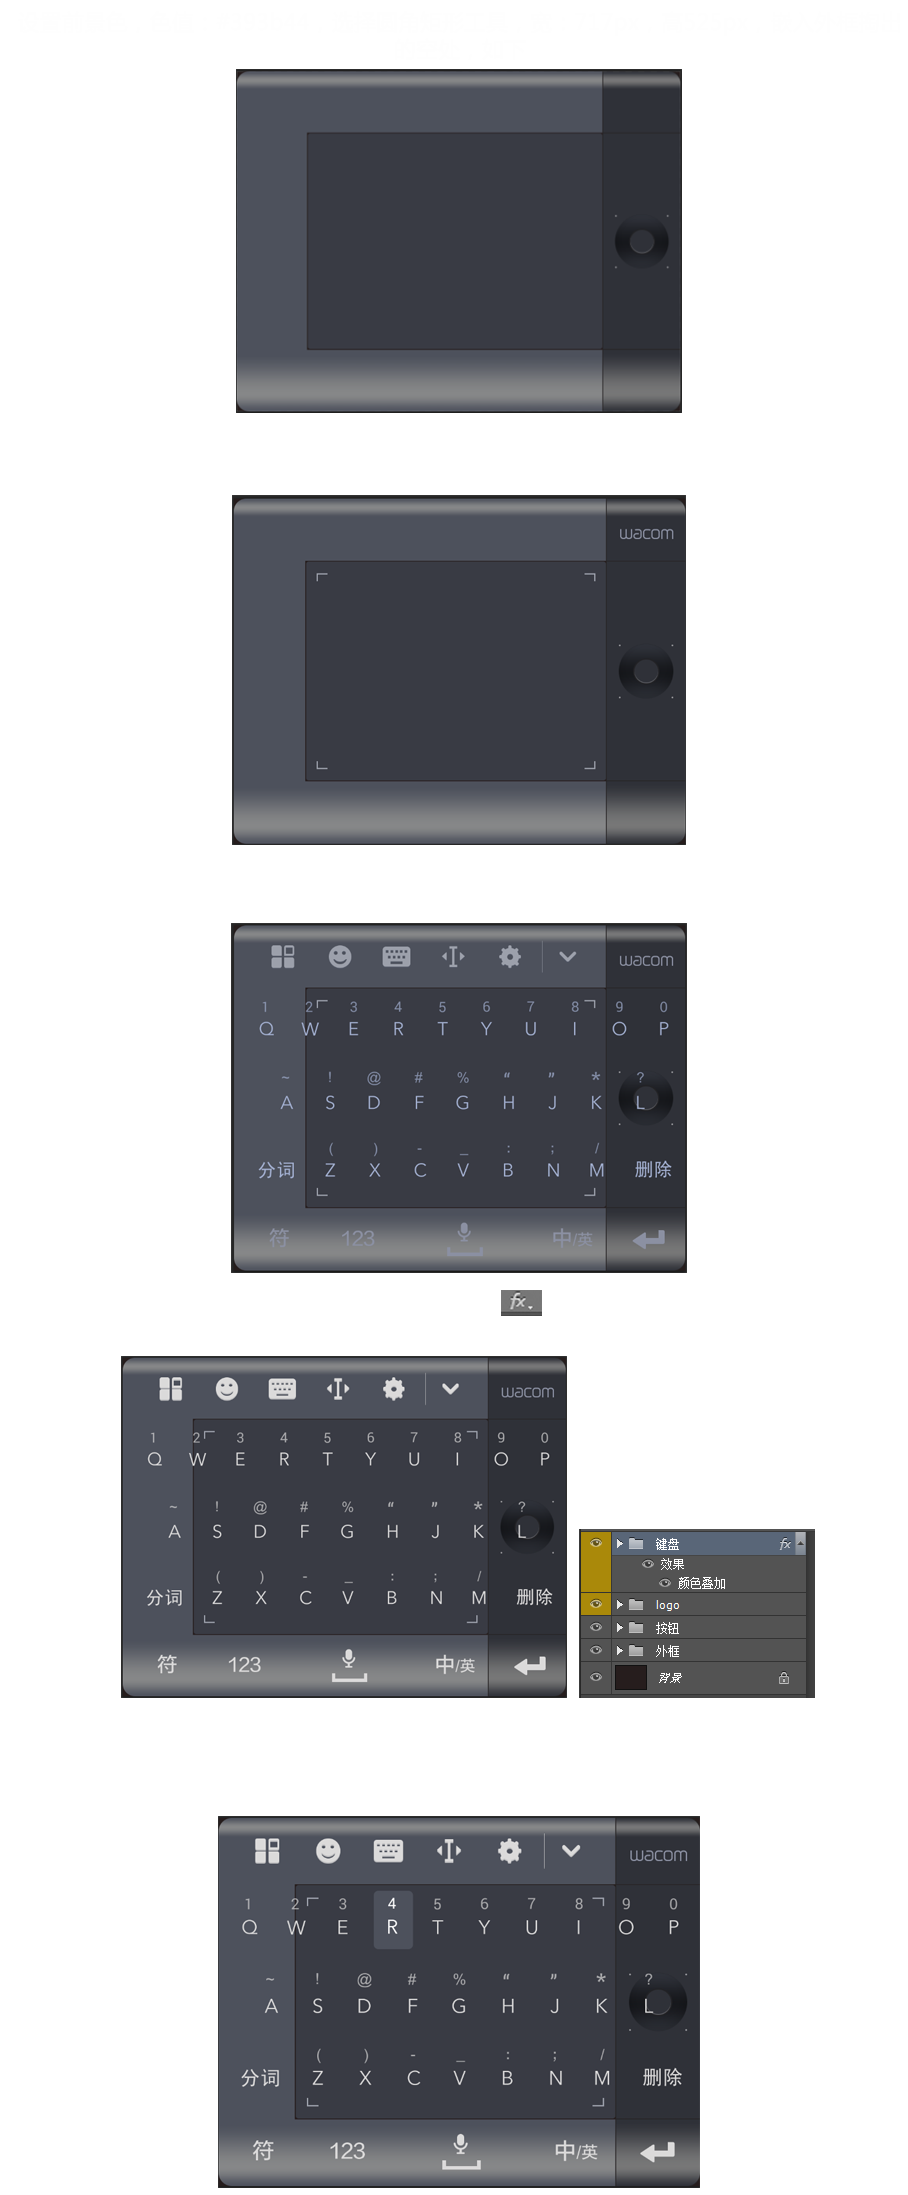 wacom
wacom
1 2 3 4 5 6 7 8 9 0
Q W E R T Y U I O P
~ ! @ # % “ ” * ?
A S D F G H J K L
( ) - _ : ; /
分词 Z X C V B N M 删除
符 123 中/英
fx
wacom
1 2 3 4 5 6 7 8 9 0
Q W E R T Y U I O P
~ ! @ # % “ ” * ?
A S D F G H J K L
( ) - _ : ; /
分词 Z X C V B N M 删除
符 123 中/英
键盘 fx
效果
颜色叠加
logo
按钮
外框
背景
wacom
1 2 3 4 5 6 7 8 9 0
Q W E R T Y U I O P
~ ! @ # % “ ” * ?
A S D F G H J K L
( ) - _ : ; /
分词 Z X C V B N M 删除
符 123 中/英